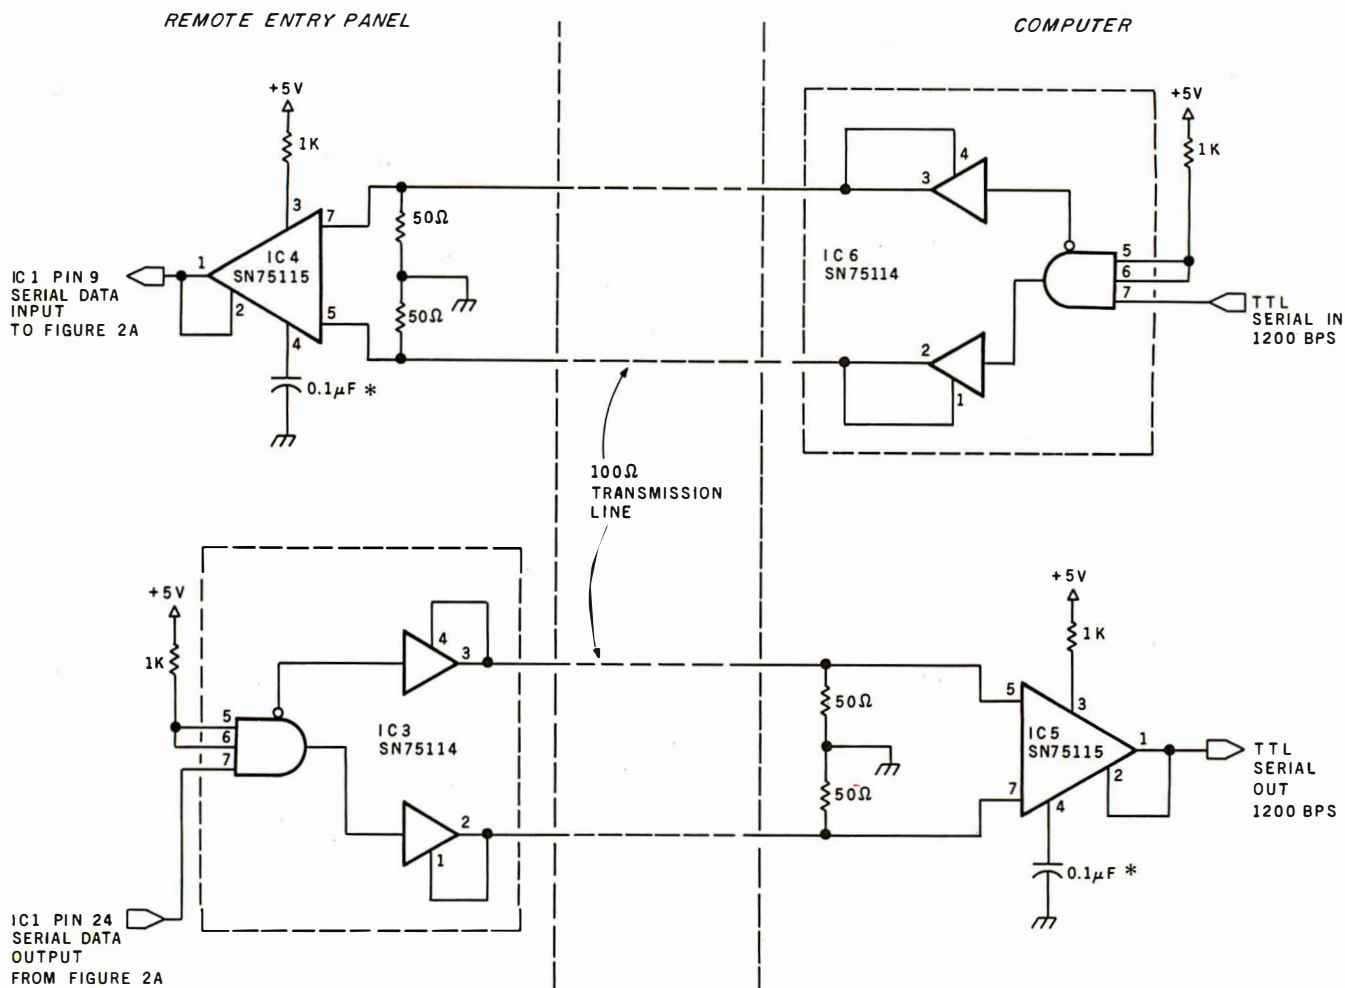 REMOTE ENTRY PANEL
COMPUTER
+5V
1K
3
7
IC4
SN75115
1
2
5
4
0.1µF *
50Ω
50Ω
IC1 PIN 9
SERIAL DATA
INPUT
TO FIGURE 2A
+5V
1K
4
3
IC6
SN75114
5
6
7
2
1
TTL
SERIAL IN
1200 BPS
100Ω
TRANSMISSION
LINE
+5V
1K
4
3
5
6
7
IC3
SN75114
2
1
IC1 PIN 24
SERIAL DATA
OUTPUT
FROM FIGURE 2A
+5V
1K
50Ω
50Ω
5
3
IC5
SN75115
1
2
7
4
0.1µF *
TTL
SERIAL
OUT
1200 BPS